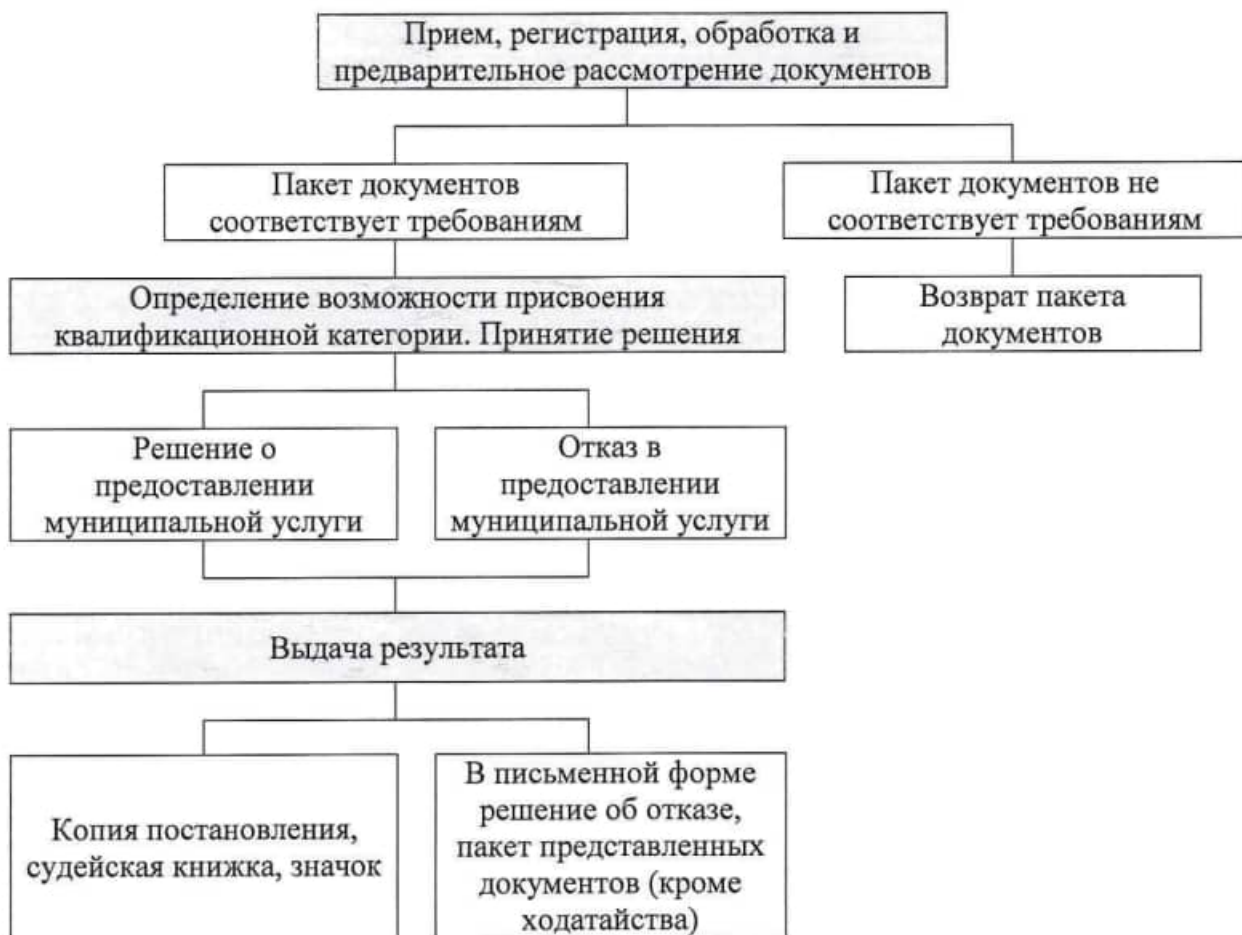 Прием, регистрация, обработка и
предварительное рассмотрение документов
Пакет документов
соответствует требованиям
Пакет документов не
соответствует требованиям
Определение возможности присвоения
квалификационной категории. Принятие решения
Возврат пакета
документов
Решение о
предоставлении
муниципальной услуги
Отказ в
предоставлении
муниципальной услуги
Выдача результата
Копия постановления,
судейская книжка, значок
В письменной форме
решение об отказе,
пакет представленных
документов (кроме
ходатайства)